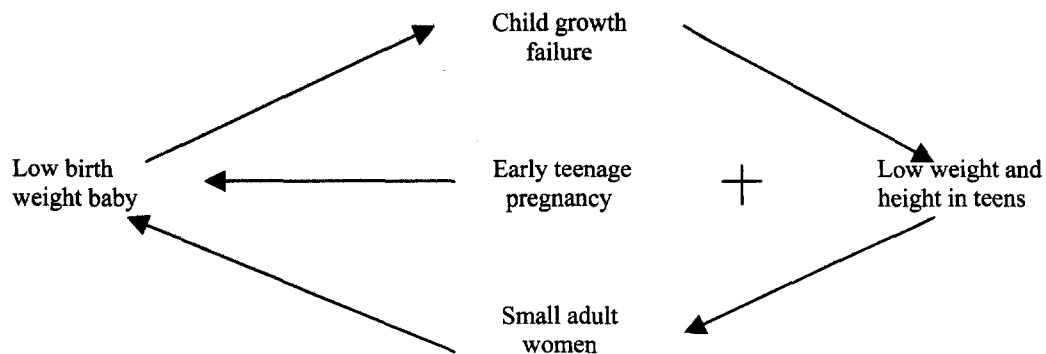 Child growth
failure
Low birth
weight baby
Early teenage
pregnancy
+
Low weight and
height in teens
Small adult
women